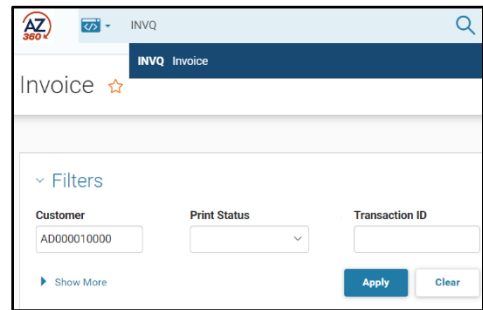 AZ
360
INVQ
INVQ Invoice
Invoice
Filters
Customer Print Status Transaction ID
AD000010000
Show More Apply Clear